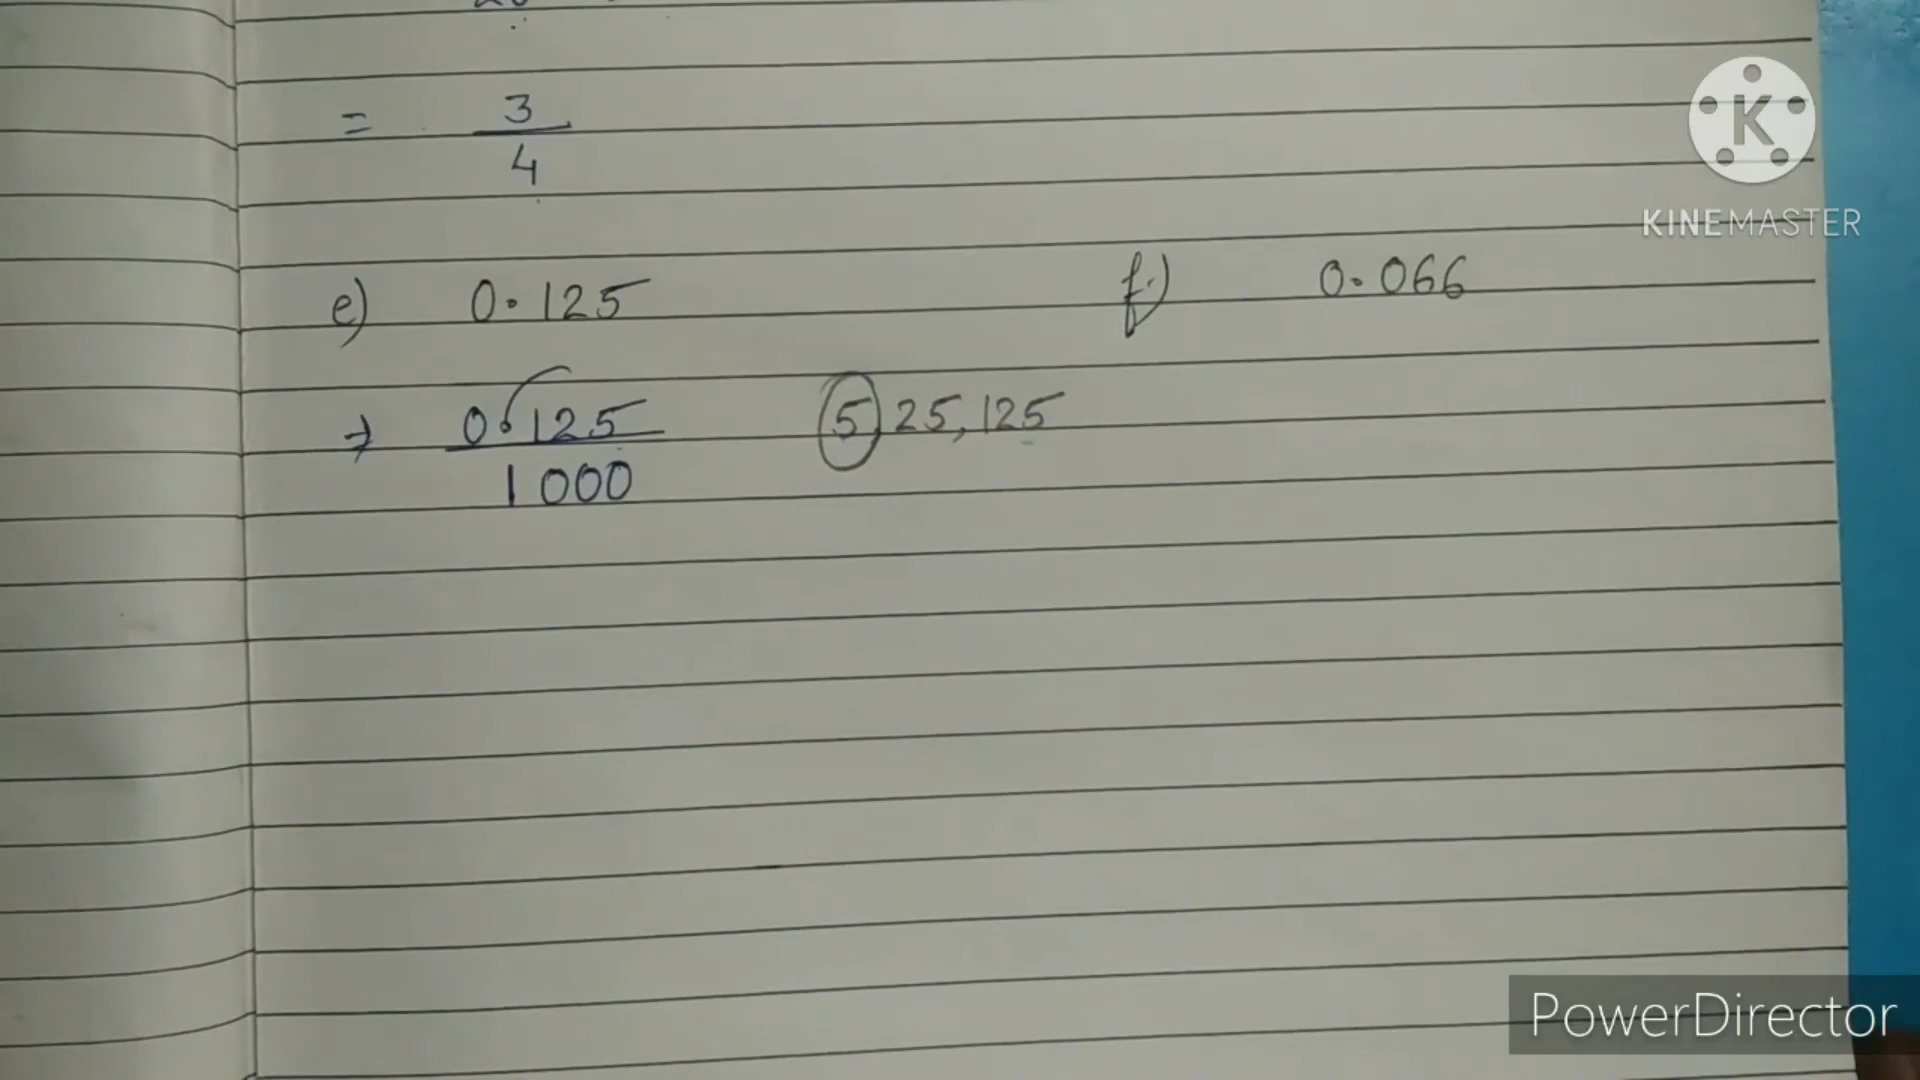 = 3
4
KINEMASTER
e) 0.125 f.) 0.066
→ 0.125 5, 25, 125
1000
PowerDirector